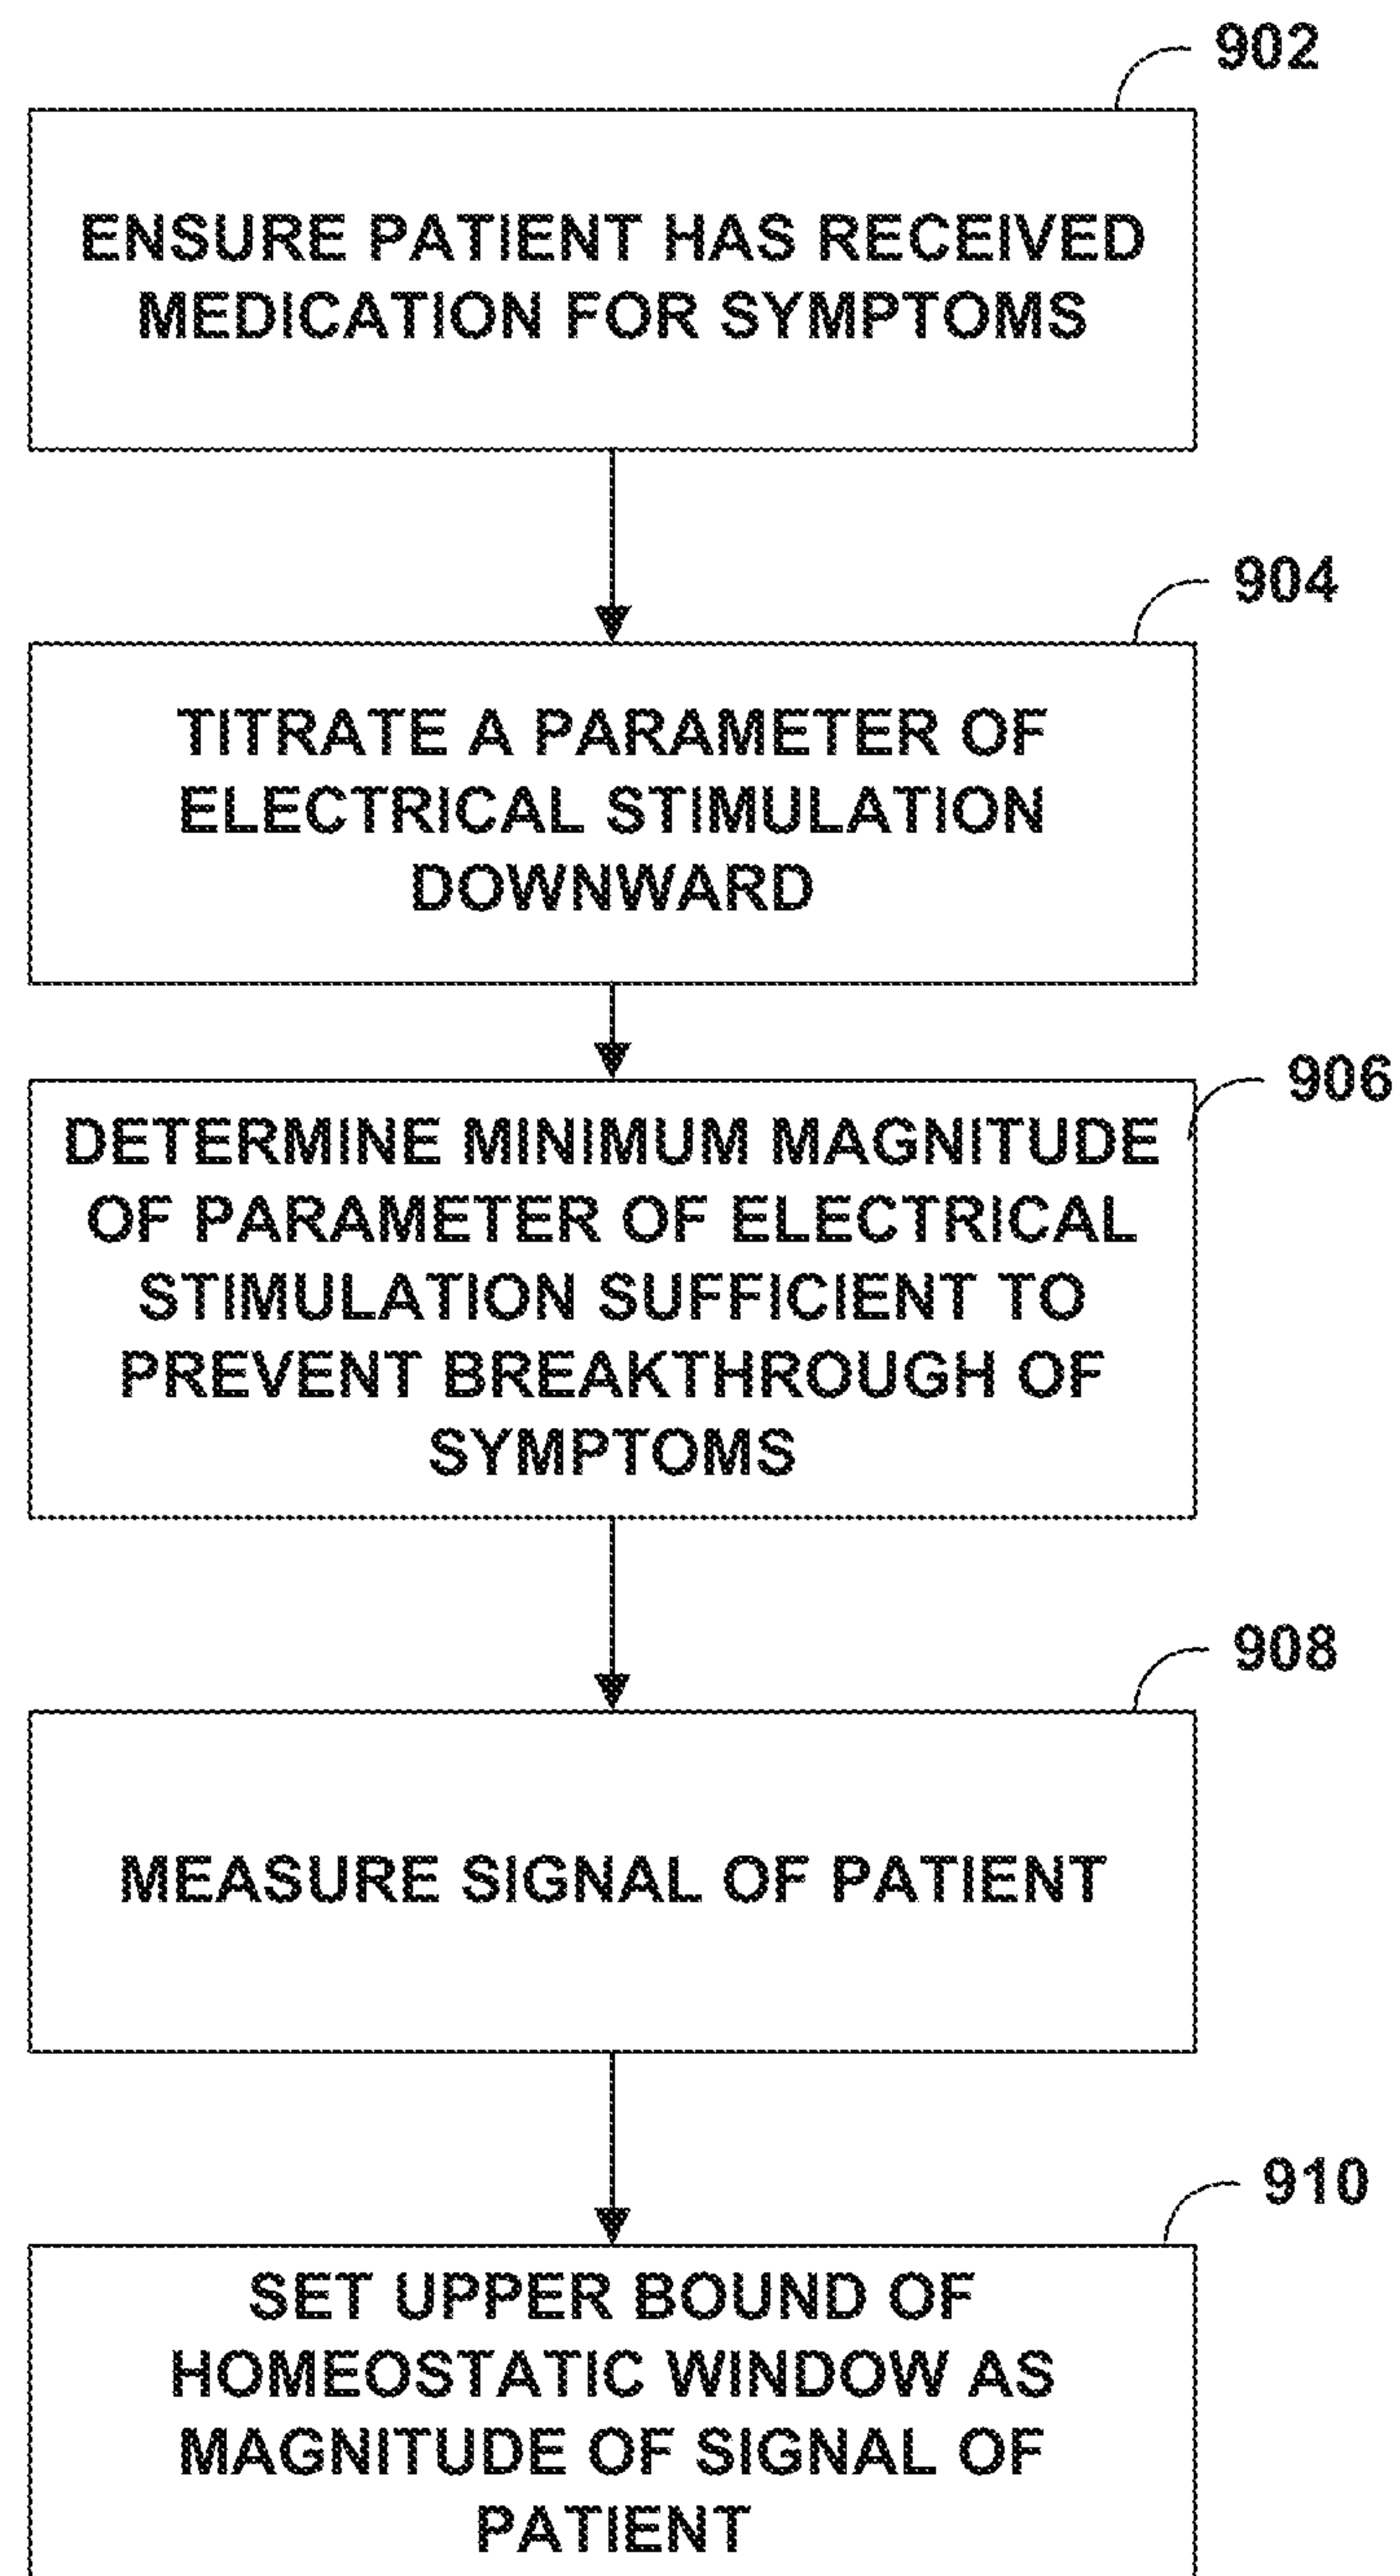 902
ENSURE PATIENT HAS RECEIVED
MEDICATION FOR SYMPTOMS
904
TITRATE A PARAMETER OF
ELECTRICAL STIMULATION
DOWNWARD
906
DETERMINE MINIMUM MAGNITUDE
OF PARAMETER OF ELECTRICAL
STIMULATION SUFFICIENT TO
PREVENT BREAKTHROUGH OF
SYMPTOMS
908
MEASURE SIGNAL OF PATIENT
910
SET UPPER BOUND OF
HOMEOSTATIC WINDOW AS
MAGNITUDE OF SIGNAL OF
PATIENT